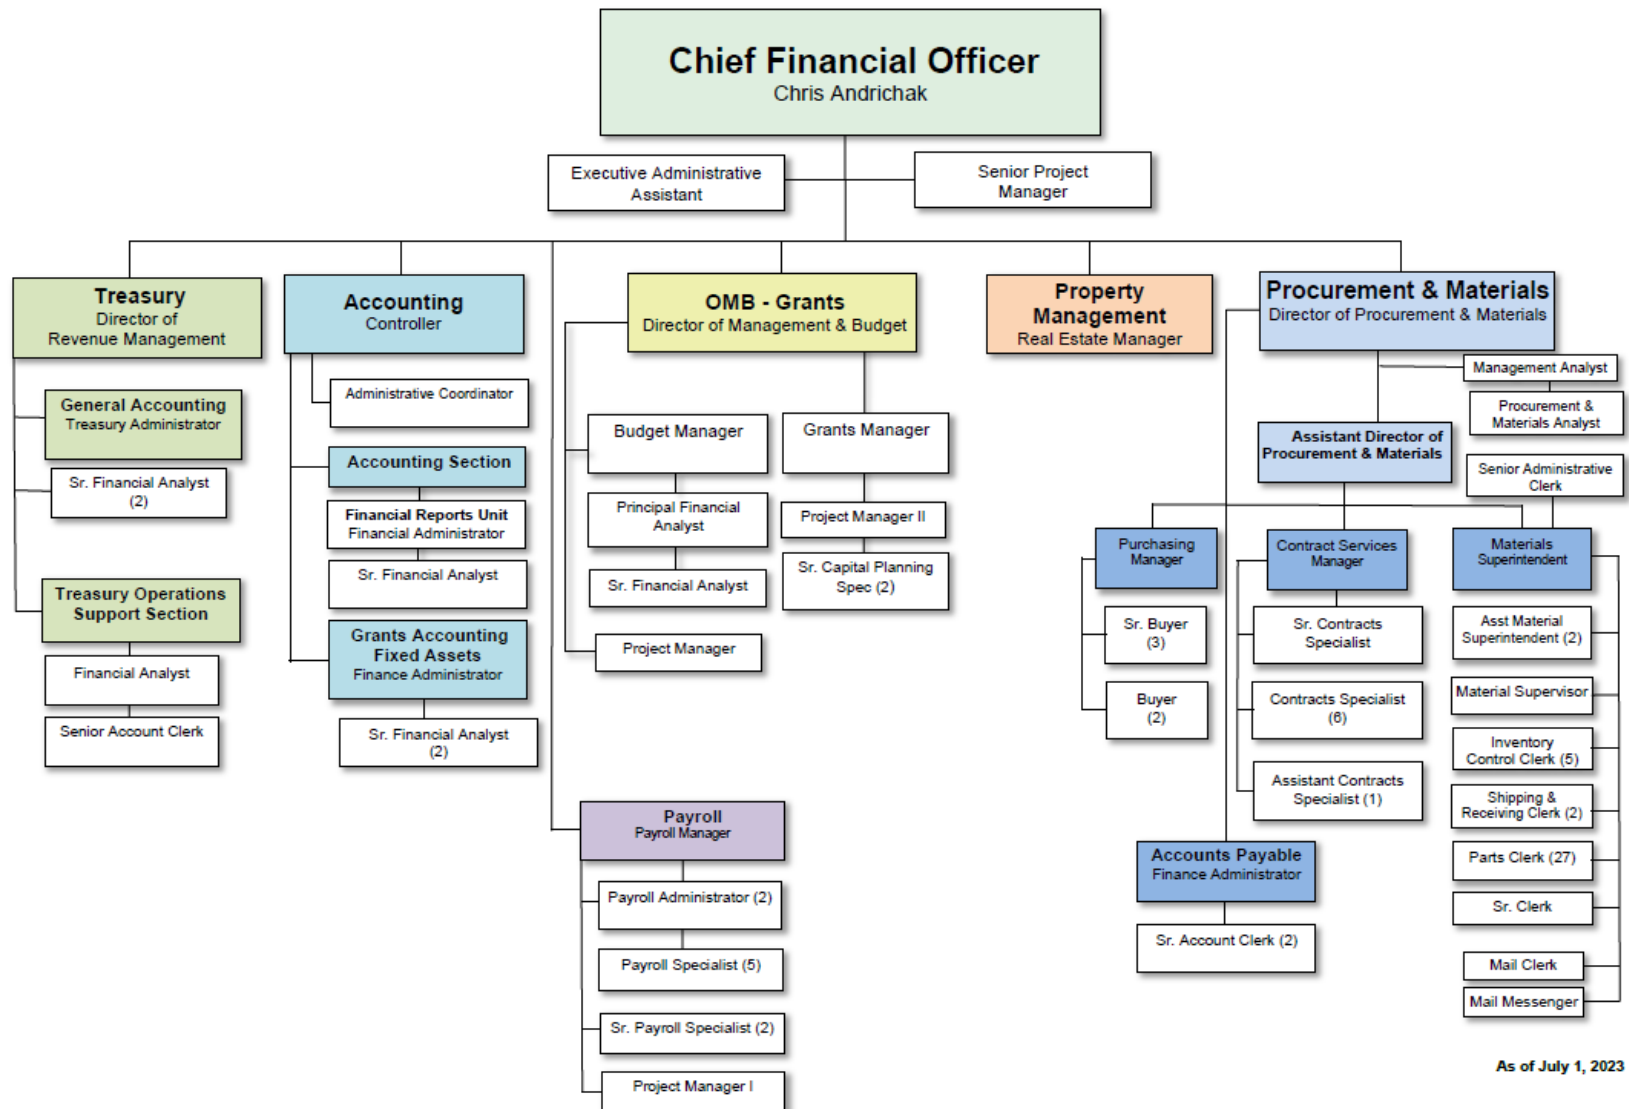 Chief Financial Officer
Chris Andrichak
Executive Administrative
Assistant
Senior Project
Manager
Treasury
Director of
Revenue Management
General Accounting
Treasury Administrator
Sr. Financial Analyst
(2)
Treasury Operations
Support Section
Financial Analyst
Senior Account Clerk
Accounting
Controller
Administrative Coordinator
Accounting Section
Financial Reports Unit
Financial Administrator
Sr. Financial Analyst
Grants Accounting
Fixed Assets
Finance Administrator
Sr. Financial Analyst
(2)
OMB - Grants
Director of Management & Budget
Budget Manager
Principal Financial
Analyst
Sr. Financial Analyst
Project Manager
Grants Manager
Project Manager II
Sr. Capital Planning
Spec (2)
Payroll
Payroll Manager
Payroll Administrator (2)
Payroll Specialist (5)
Sr. Payroll Specialist (2)
Project Manager I
Property
Management
Real Estate Manager
Procurement & Materials
Director of Procurement & Materials
Management Analyst
Procurement &
Materials Analyst
Assistant Director of
Procurement & Materials
Senior Administrative
Clerk
Purchasing
Manager
Sr. Buyer
(3)
Buyer
(2)
Contract Services
Manager
Sr. Contracts
Specialist
Contracts Specialist
(6)
Assistant Contracts
Specialist (1)
Materials
Superintendent
Asst Material
Superintendent (2)
Material Supervisor
Inventory
Control Clerk (5)
Shipping &
Receiving Clerk (2)
Parts Clerk (27)
Sr. Clerk
Mail Clerk
Mail Messenger
Accounts Payable
Finance Administrator
Sr. Account Clerk (2)
As of July 1, 2023